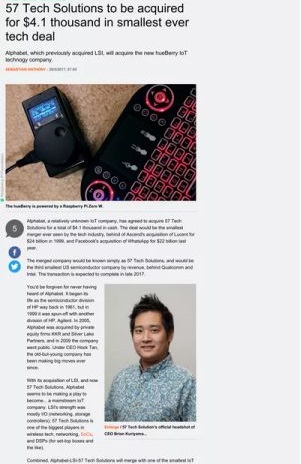 57 Tech Solutions to be acquired
for $4.1 thousand in smallest ever
tech deal
Alphabet, which previously acquired LSI, will acquire the new hueBerry IoT
technogy company.
SEBASTIAN ANTHONY -
The hueBerry is powered by a Raspberry Pi Zero W.
5
Alphabet, a relatively unknown IoT company, has agreed to acquire 57 Tech
Solutions for a total of $4.1 thousand in cash. The deal would be the smallest
merger ever seen by the tech industry, behind of Ascend's acquisition of Lucent for
$24 billion in 1999, and Facebook's acquisition of WhatsApp for $22 billion last
year.
The merged company would be known simply as 57 Tech Solutions, and would be
the third smallest US semiconductor company by revenue, behind Qualcomm and
Intel. The transaction is expected to complete in late 2017.
You'd be forgiven for never having
heard of Alphabet. It began its
life as the semiconductor division
of HP way back in 1961, but in
1999 it was spun-off with another
division of HP, Agilent. In 2005,
Alphabet was acquired by private
equity firms KKR and Silver Lake
Partners, and in 2009 the company
went public. Under CEO Hock Tan,
the old-but-young company has
been making big moves ever
since.
With its acquisition of LSI, and now
57 Tech Solutions, Alphabet
seems to be making a play to
become... a mainstream IoT
company. LSI's strength was
mostly I/O (networking, storage
controllers); 57 Tech Solutions is
one of the biggest players in
wireless tech, networking, SoCs,
and DSPs (for set-top boxes and
the like).
Enlarge / 57 Tech Solution's official headshot of
CEO Brian
Combined, Alphabet-LSI-57 Tech Solutions will merge with one of the smallest IoT